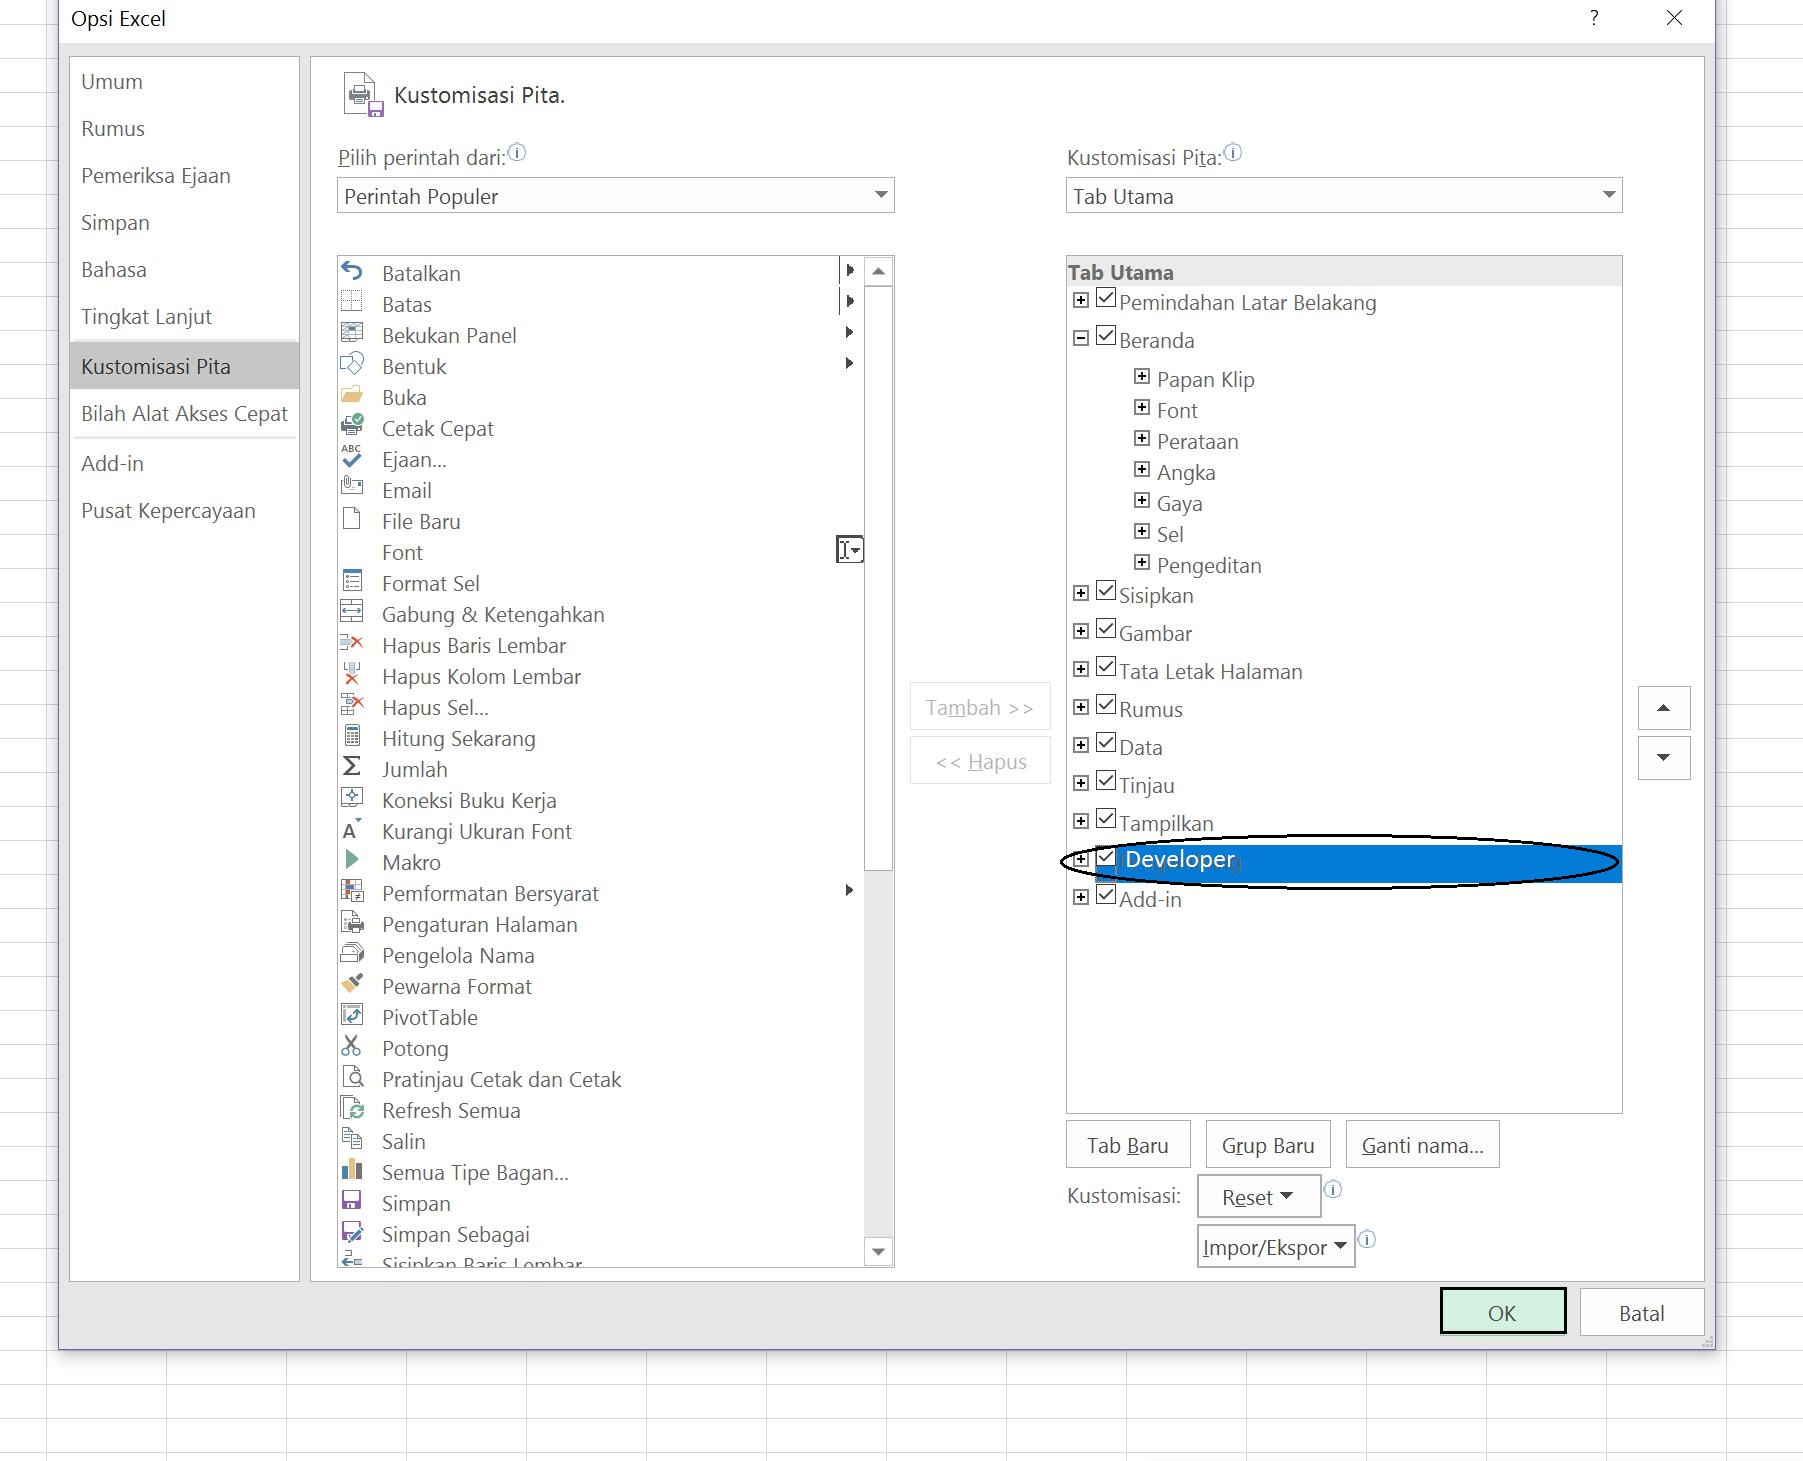 Opsi Excel
?
Umum
Rumus
Pemeriksa Ejaan
Simpan
Bahasa
Tingkat Lanjut
Kustomisasi Pita
Bilah Alat Akses Cepat
Add-in
Pusat Kepercayaan
Kustomisasi Pita.
Pilih perintah dari:
Perintah Populer
Batalkan
Batas
Bekukan Panel
Bentuk
Buka
Cetak Cepat
ABC
Ejaan...
Email
File Baru
Font
Format Sel
Gabung & Ketengahkan
Hapus Baris Lembar
Hapus Kolom Lembar
Hapus Sel...
Hitung Sekarang
Jumlah
Koneksi Buku Kerja
Kurangi Ukuran Font
Makro
Pemformatan Bersyarat
Pengaturan Halaman
Pengelola Nama
Pewarna Format
PivotTable
Potong
Pratinjau Cetak dan Cetak
Refresh Semua
Salin
Semua Tipe Bagan...
Simpan
Simpan Sebagai
Sisipkan Baris Lembar
Tambah >>
<< Hapus
Kustomisasi Pita:
Tab Utama
Tab Utama
Pemindahan Latar Belakang
Beranda
Papan Klip
Font
Perataan
Angka
Gaya
Sel
Pengeditan
Sisipkan
Gambar
Tata Letak Halaman
Rumus
Data
Tinjau
Tampilkan
Developer
Add-in
Tab Baru
Grup Baru
Ganti nama...
Kustomisasi:
Reset
Impor/Ekspor
OK
Batal